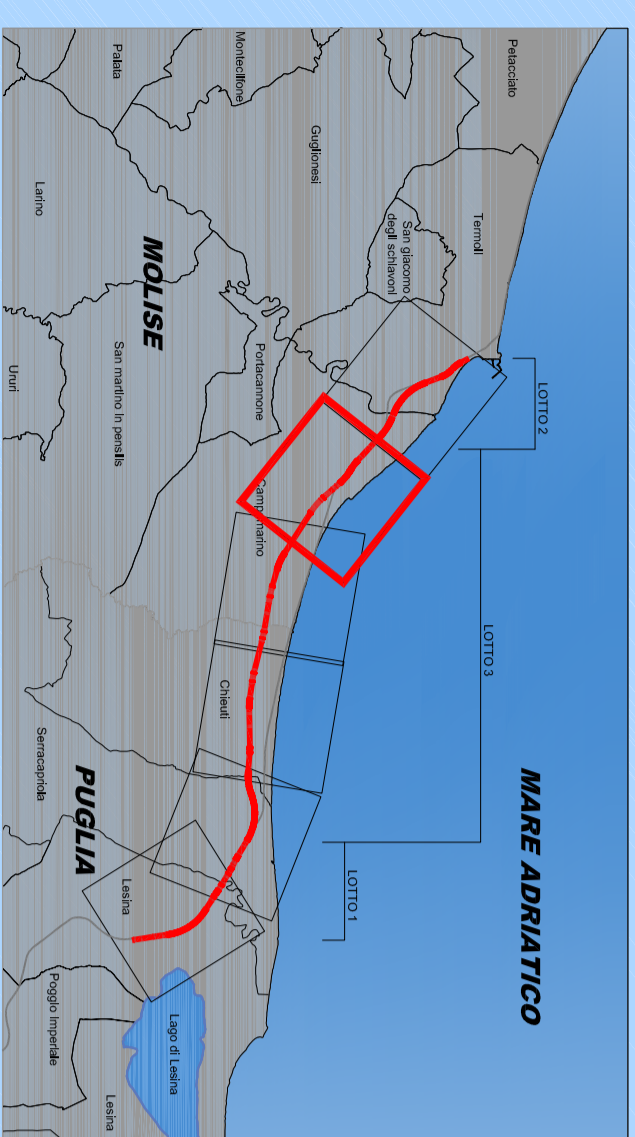 Petacciato
Montecilfone
Palata
Guglionesi
Larino
Termoli
San giacomo
degli schiavoni
MOLISE
LOTTO 2
Portacannone
San martino in pensilis
Ururi
Campomarino
LOTTO 3
Chieuti
Serracapriola
MARE ADRIATICO
PUGLIA
LOTTO 1
Lesina
Poggio Imperiale
Lago di Lesina
Lesina